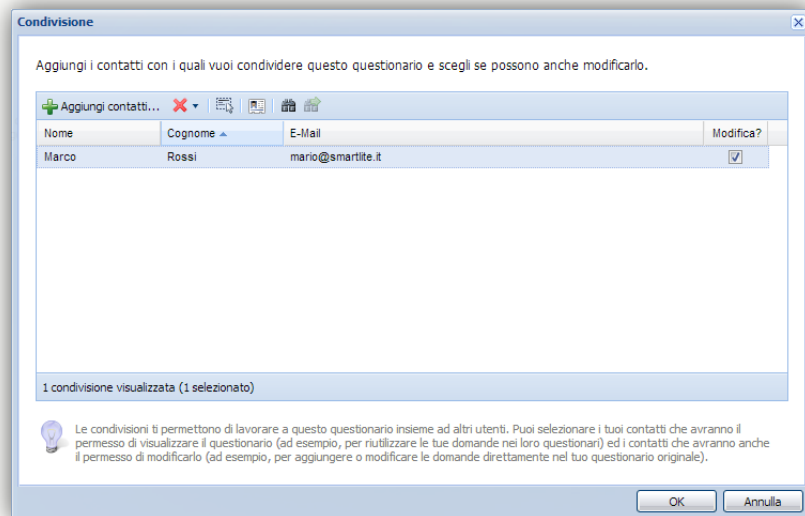 Condivisione
Aggiungi i contatti con i quali vuoi condividere questo questionario e scegli se possono anche modificarlo.
Aggiungi contatti...
Nome Cognome E-Mail Modifica?
Marco Rossi mario@smartlite.it
1 condivisione visualizzata (1 selezionato)
Le condivisioni ti permettono di lavorare a questo questionario insieme ad altri utenti. Puoi selezionare i tuoi contatti che avranno il
permesso di visualizzare il questionario (ad esempio, per riutilizzare le tue domande nei loro questionari) ed i contatti che avranno anche
il permesso di modificarlo (ad esempio, per aggiungere o modificare le domande direttamente nel tuo questionario originale).
OK Annulla